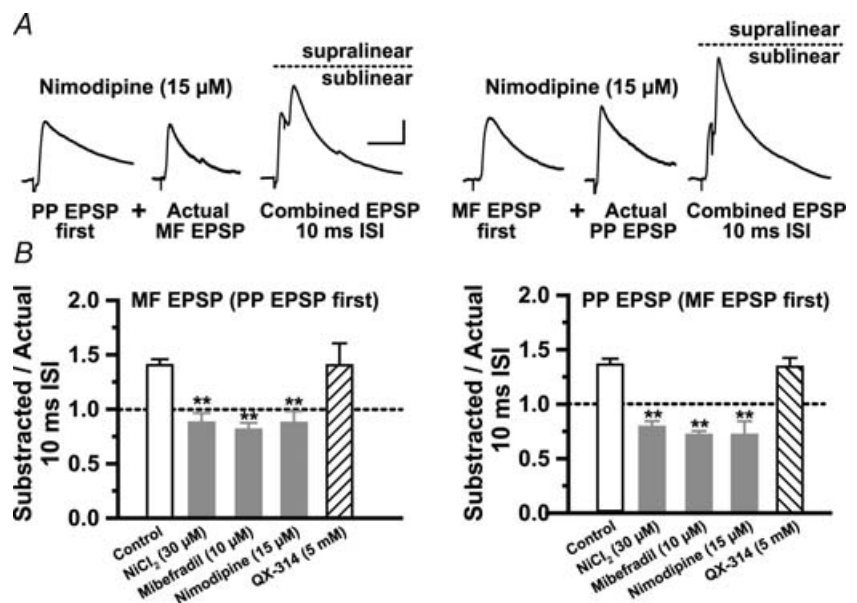 A
supralinear
sublinear
Nimodipine (15 µM)
PP EPSP
first
+
Actual
MF EPSP
Combined EPSP
10 ms ISI
supralinear
sublinear
Nimodipine (15 µM)
MF EPSP
first
+
Actual
PP EPSP
Combined EPSP
10 ms ISI
B
MF EPSP (PP EPSP first)
Substracted / Actual
10 ms ISI
2.0
1.5
1.0
0.5
0.0
**
**
**
Control
NiCl₂ (30 µM)
Mibefradil (10 µM)
Nimodipine (15 µM)
QX-314 (5 mM)
PP EPSP (MF EPSP first)
Substracted / Actual
10 ms ISI
2.0
1.5
1.0
0.5
0.0
**
**
**
Control
NiCl₂ (30 µM)
Mibefradil (10 µM)
Nimodipine (15 µM)
QX-314 (5 mM)